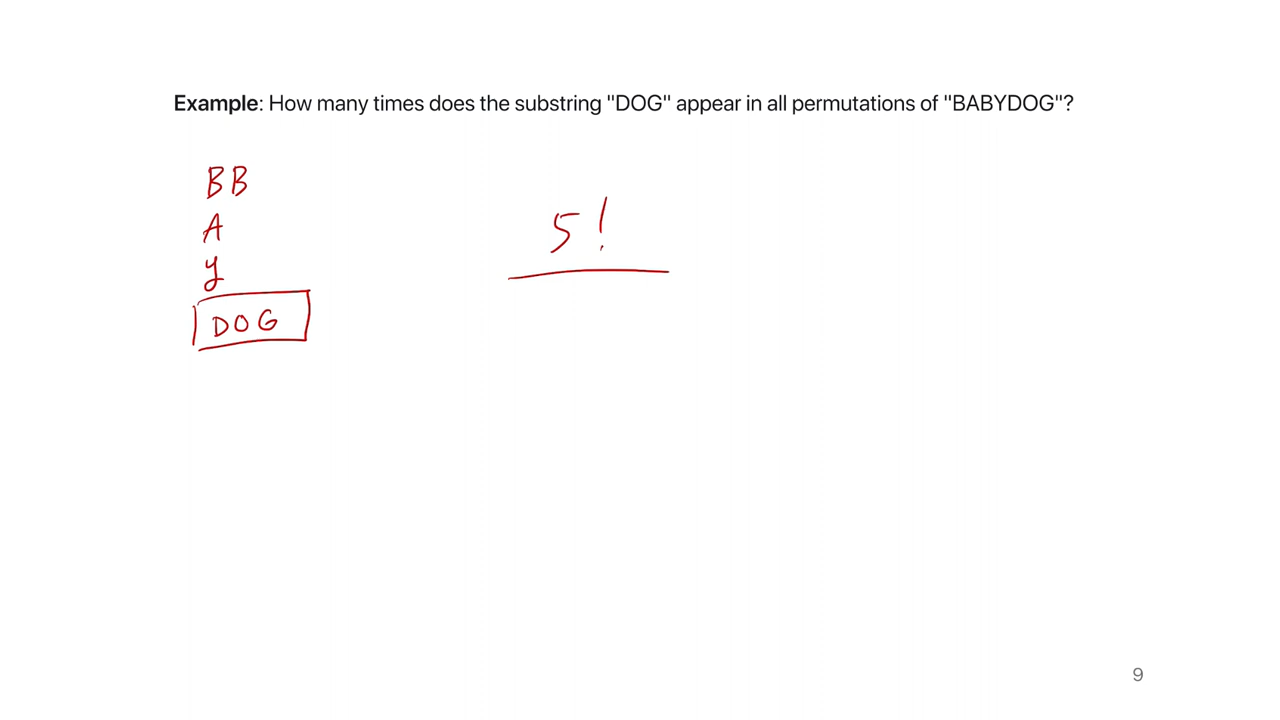 Example: How many times does the substring "DOG" appear in all permutations of "BABYDOG"?
BB
A
y
DOG
5!
9